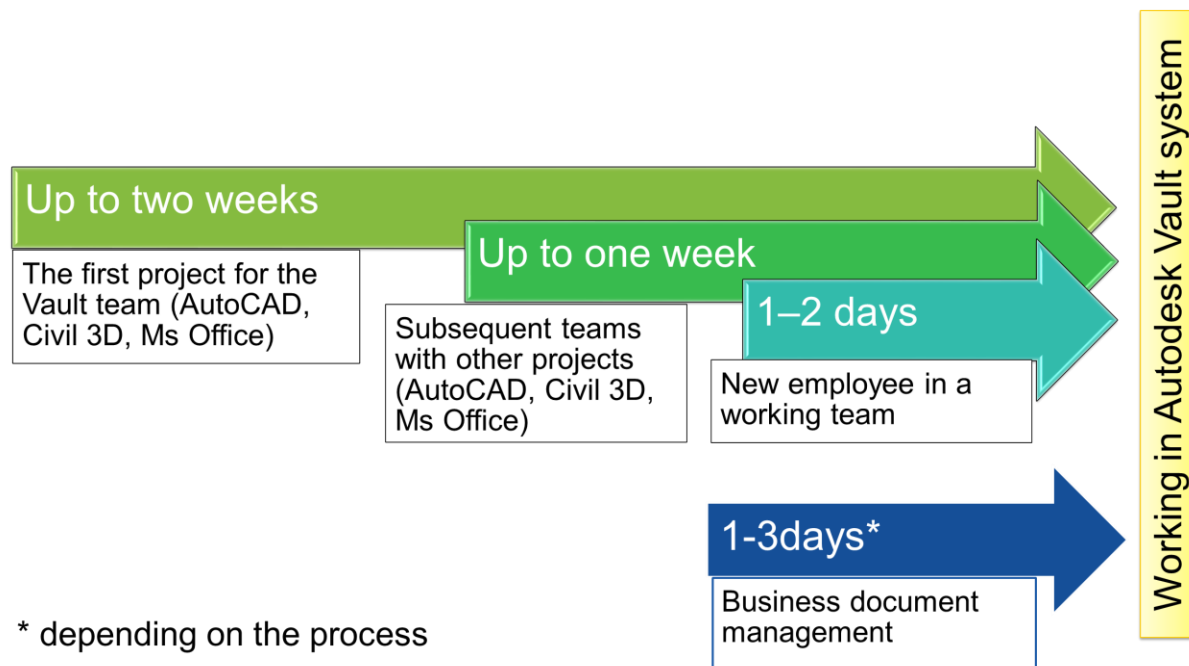 Up to two weeks
The first project for the
Vault team (AutoCAD,
Civil 3D, Ms Office)
Up to one week
Subsequent teams
with other projects
(AutoCAD, Civil 3D,
Ms Office)
1–2 days
New employee in a
working team
1-3days*
Business document
management
* depending on the process
Working in Autodesk Vault system